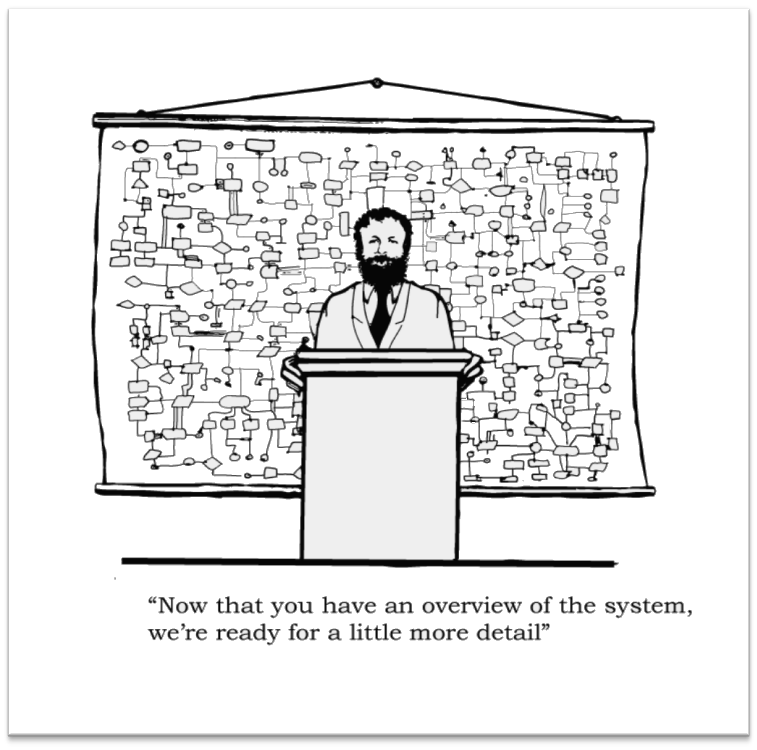 “Now that you have an overview of the system,
we’re ready for a little more detail”